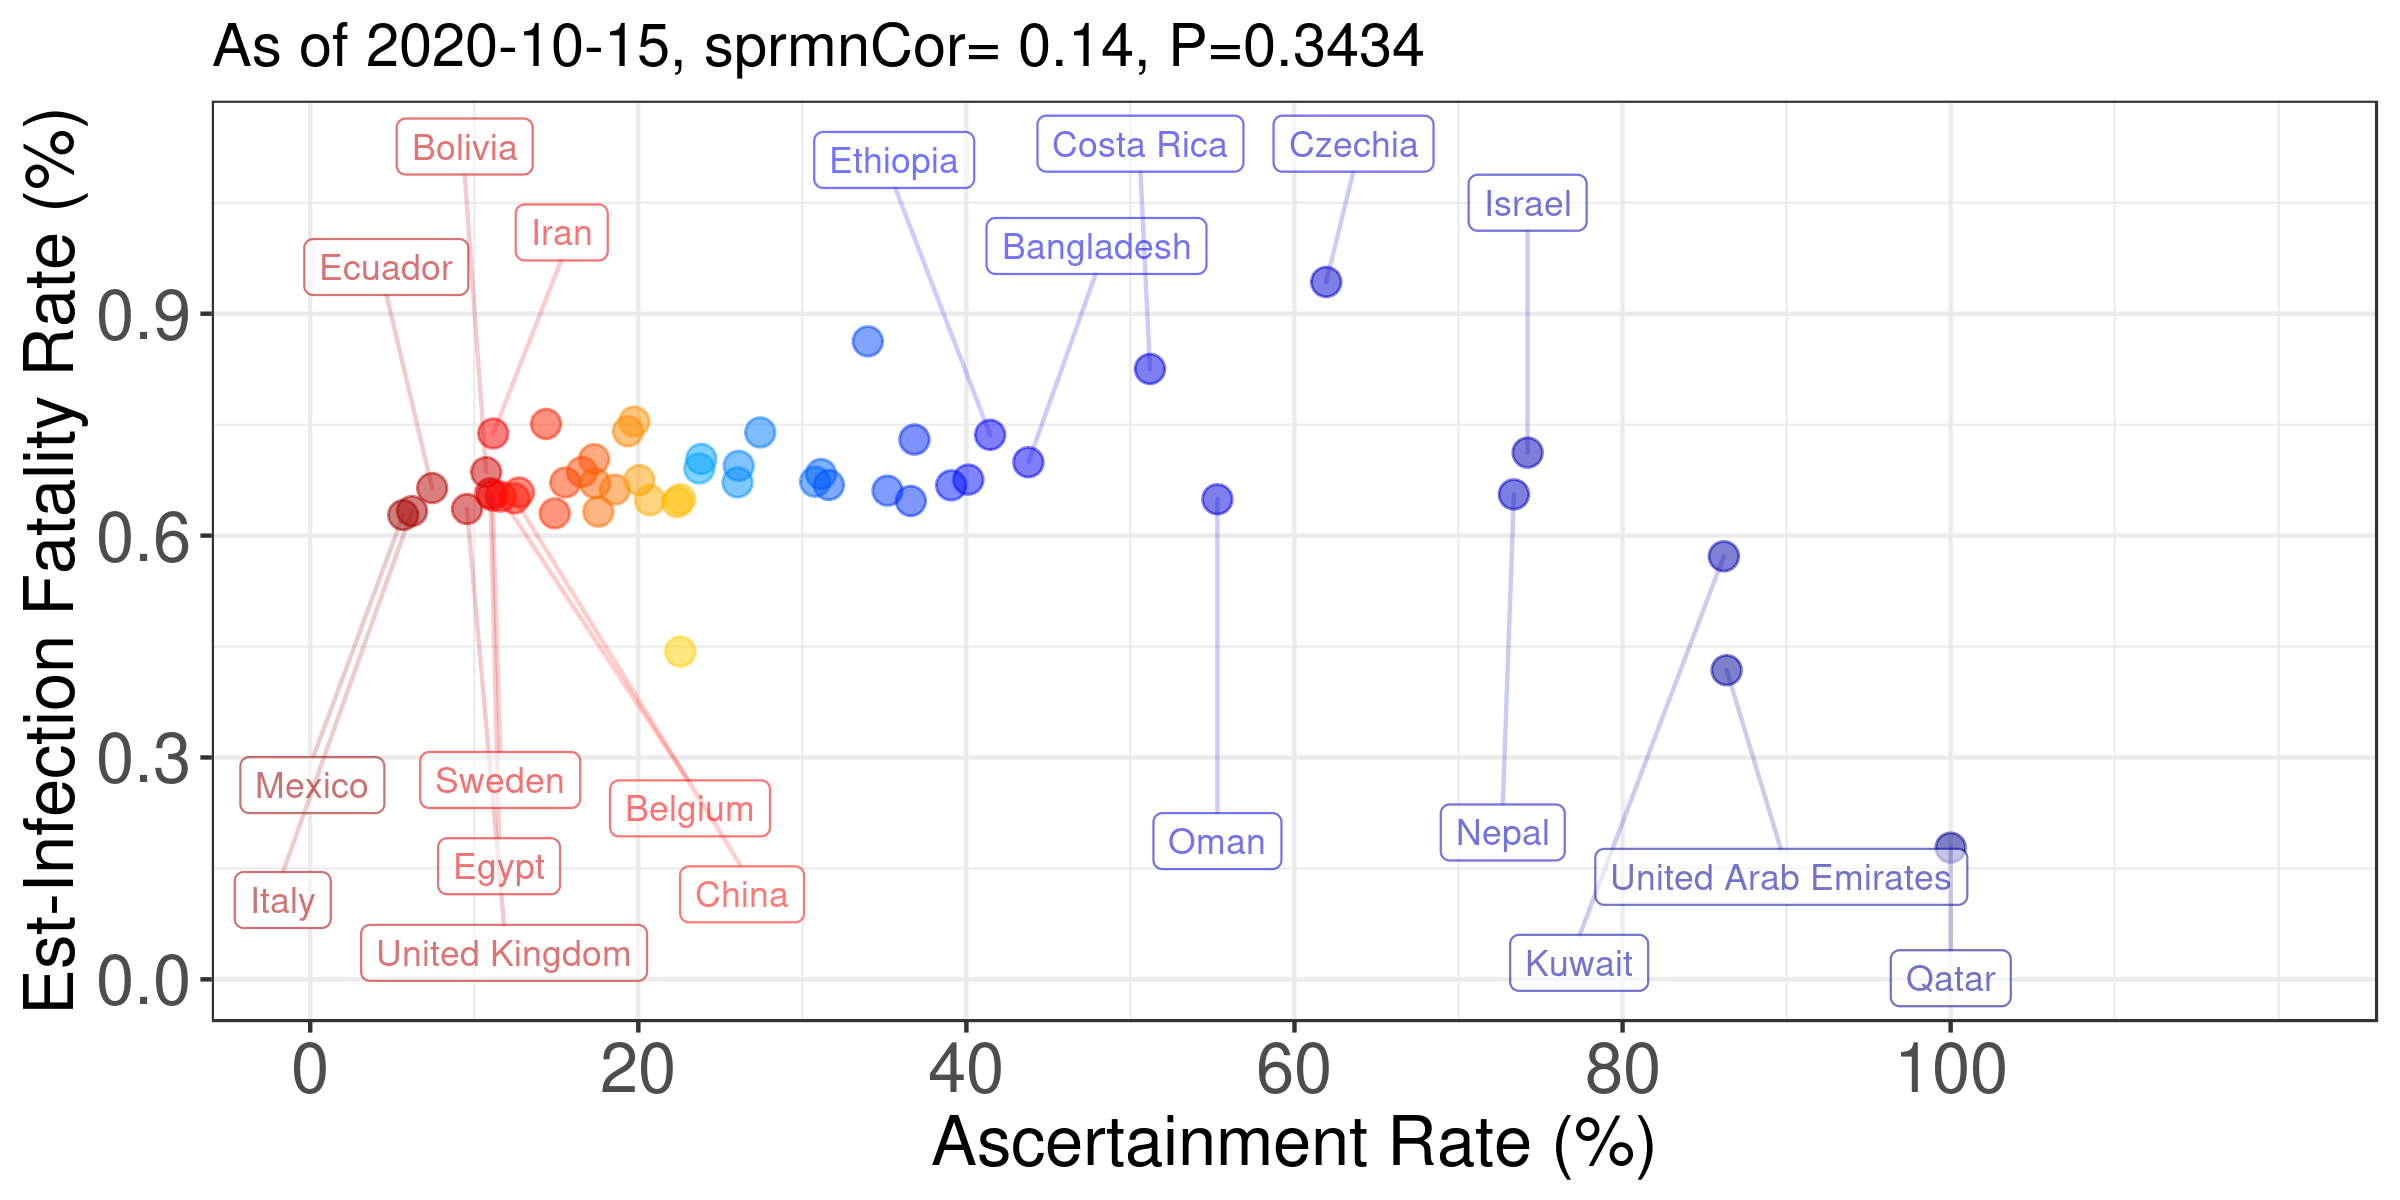 As of 2020-10-15, sprmnCor= 0.14, P=0.3434
Est-Infection Fatality Rate (%)
0.9
0.6
0.3
0.0
Bolivia
Iran
Ecuador
Ethiopia
Costa Rica
Czechia
Bangladesh
Israel
Mexico
Sweden
Belgium
Egypt
Italy
China
United Kingdom
Oman
Nepal
United Arab Emirates
Kuwait
Qatar
0
20
40
60
80
100
Ascertainment Rate (%)